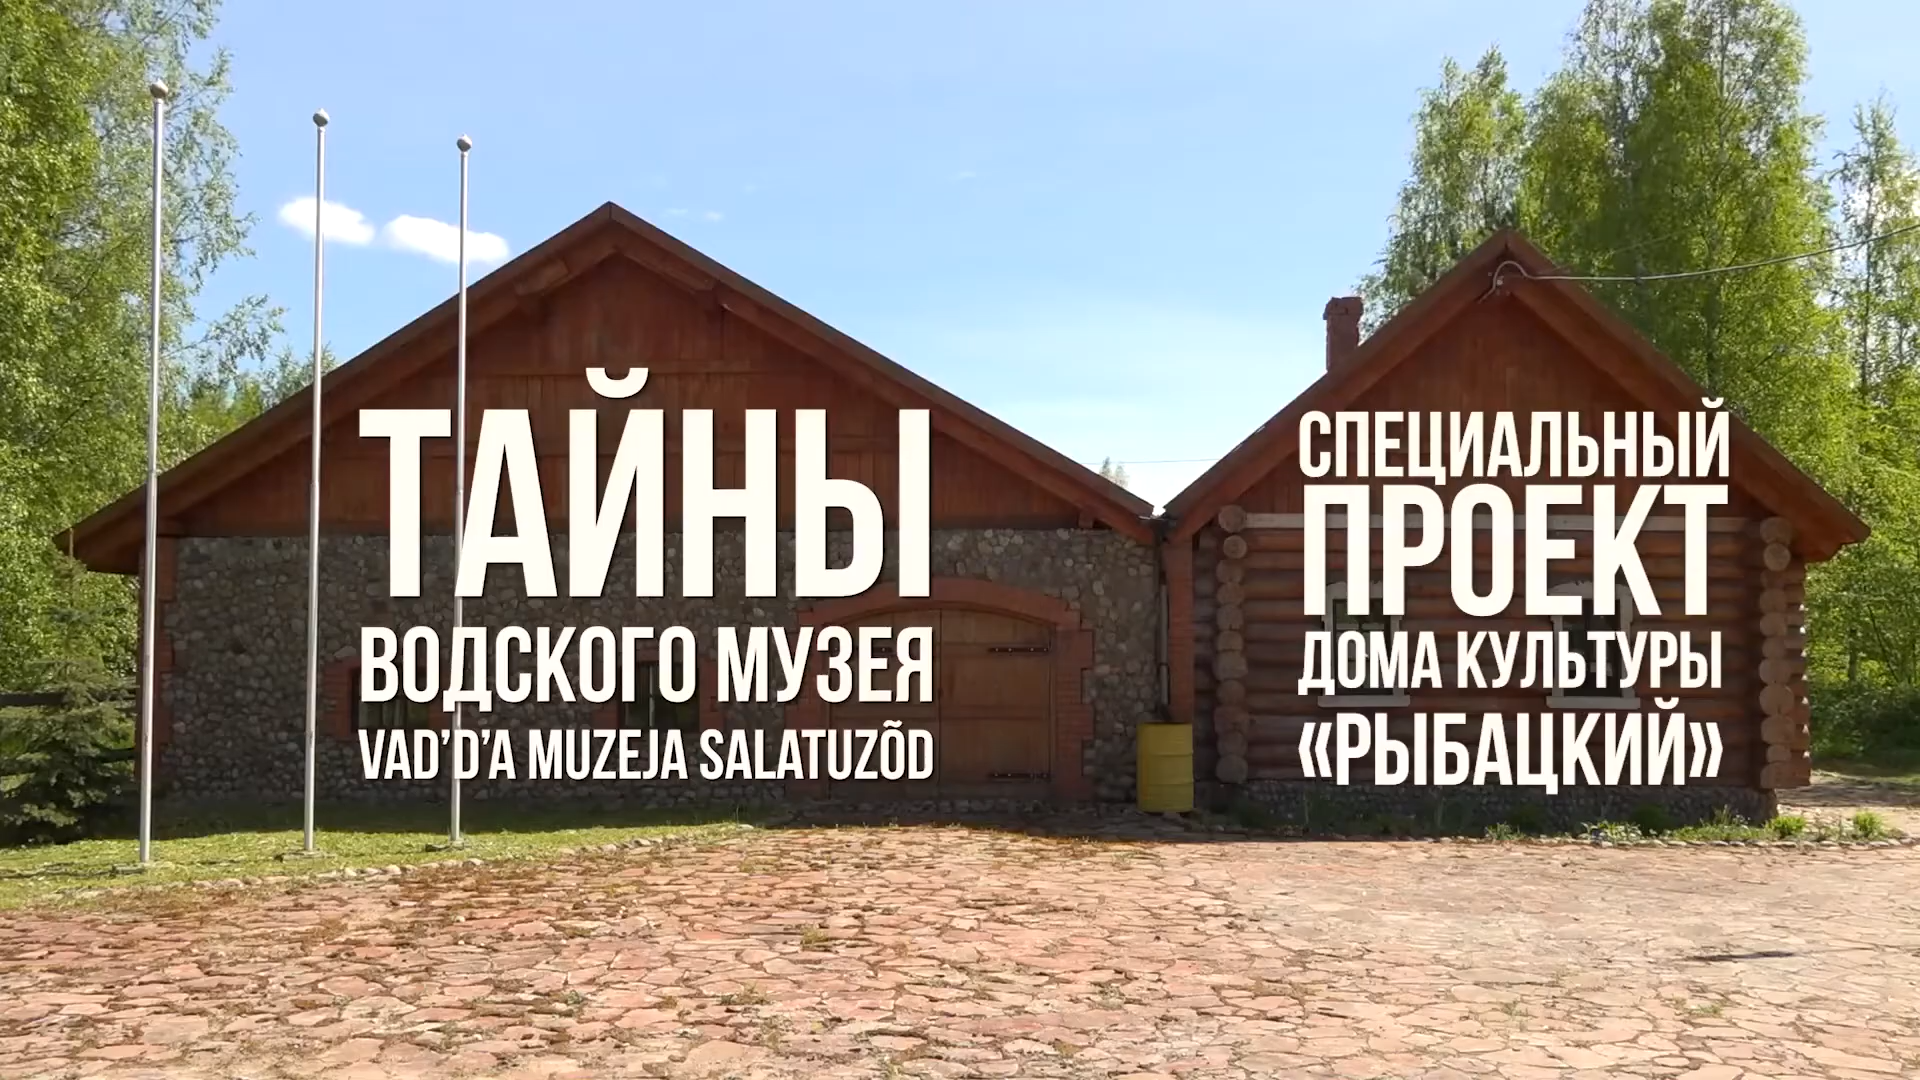 ТАЙНЫ
ВОДСКОГО МУЗЕЯ
VAD'D'A MUZEJA SALATUZÕD
СПЕЦИАЛЬНЫЙ
ПРОЕКТ
ДОМА КУЛЬТУРЫ
«РЫБАЦКИЙ»